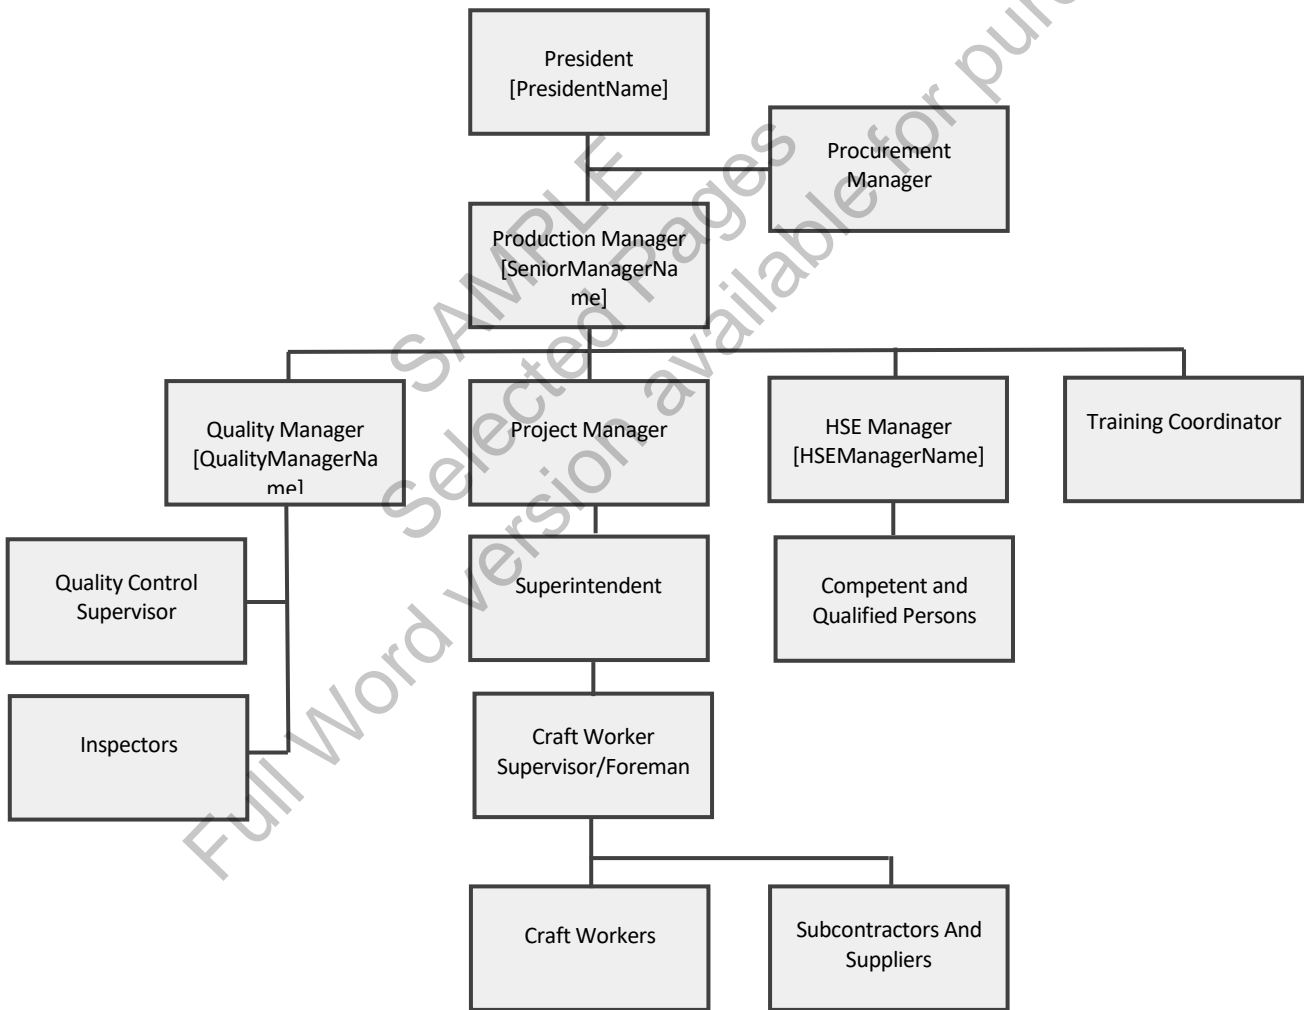 President
[PresidentName]
Procurement
Manager
Production Manager
[SeniorManagerNa
me]
Quality Manager
[QualityManagerNa
me]
Project Manager
HSE Manager
[HSEManagerName]
Training Coordinator
Quality Control
Supervisor
Superintendent
Competent and
Qualified Persons
Inspectors
Craft Worker
Supervisor/Foreman
Craft Workers
Subcontractors And
Suppliers
SAMPLE
Selected Pages
Full Word version available for